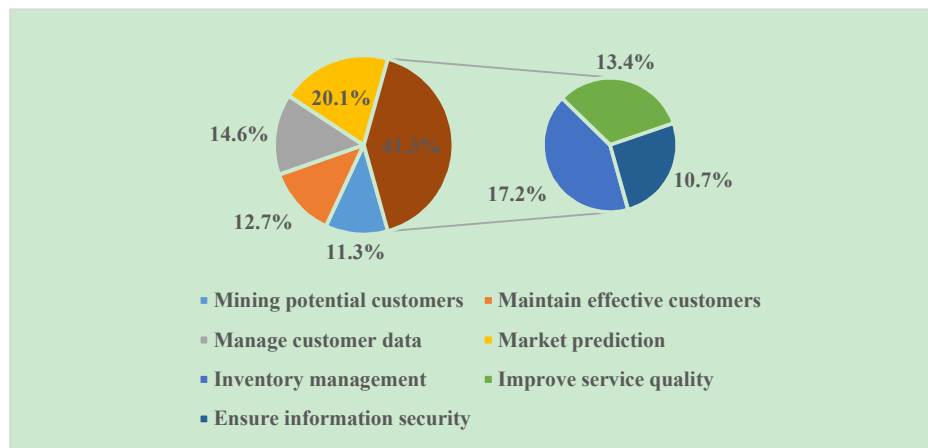 13.4%
20.1%
14.6%
41.3%
10.7%
17.2%
12.7%
11.3%
Mining potential customers Maintain effective customers
Manage customer data Market prediction
Inventory management Improve service quality
Ensure information security